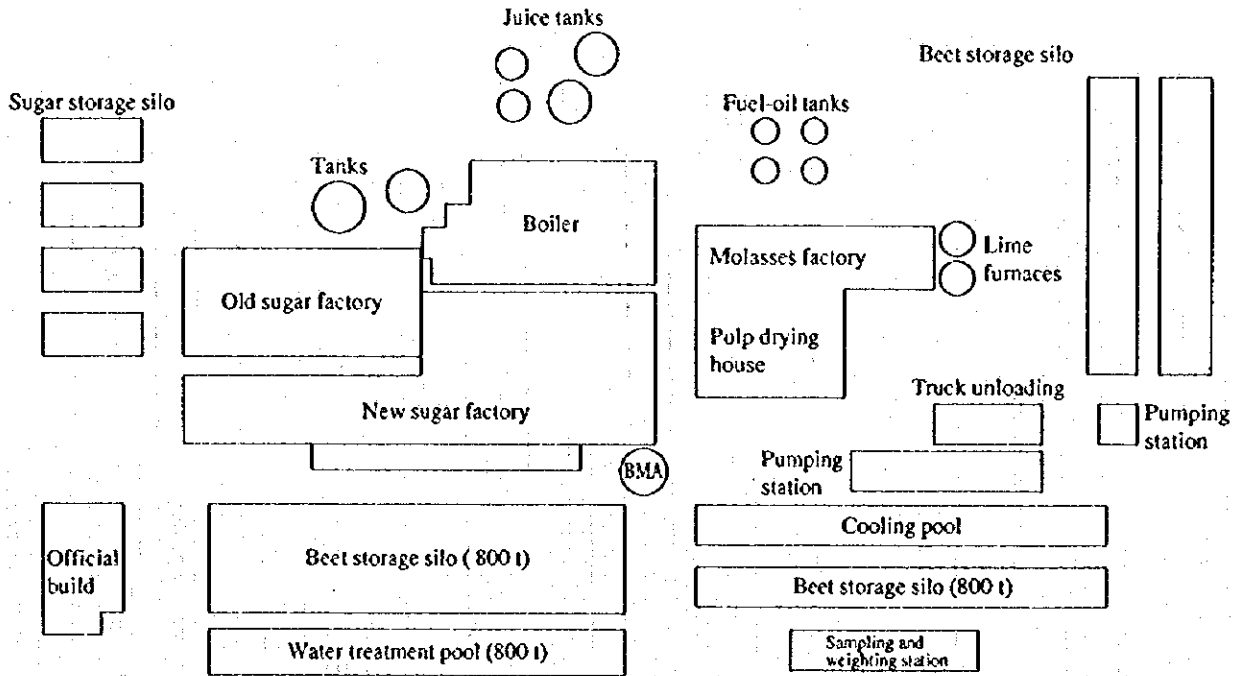 Juice tanks
Beet storage silo
Sugar storage silo
Fuel-oil tanks
Tanks
Boiler
Molasses factory
Lime
furnaces
Old sugar factory
Pulp drying
house
Truck unloading
New sugar factory
Pumping
station
BMA
Pumping
station
Cooling pool
Official
build
Beet storage silo ( 800 t)
Beet storage silo (800 t)
Water treatment pool (800 t)
Sampling and
weighting station